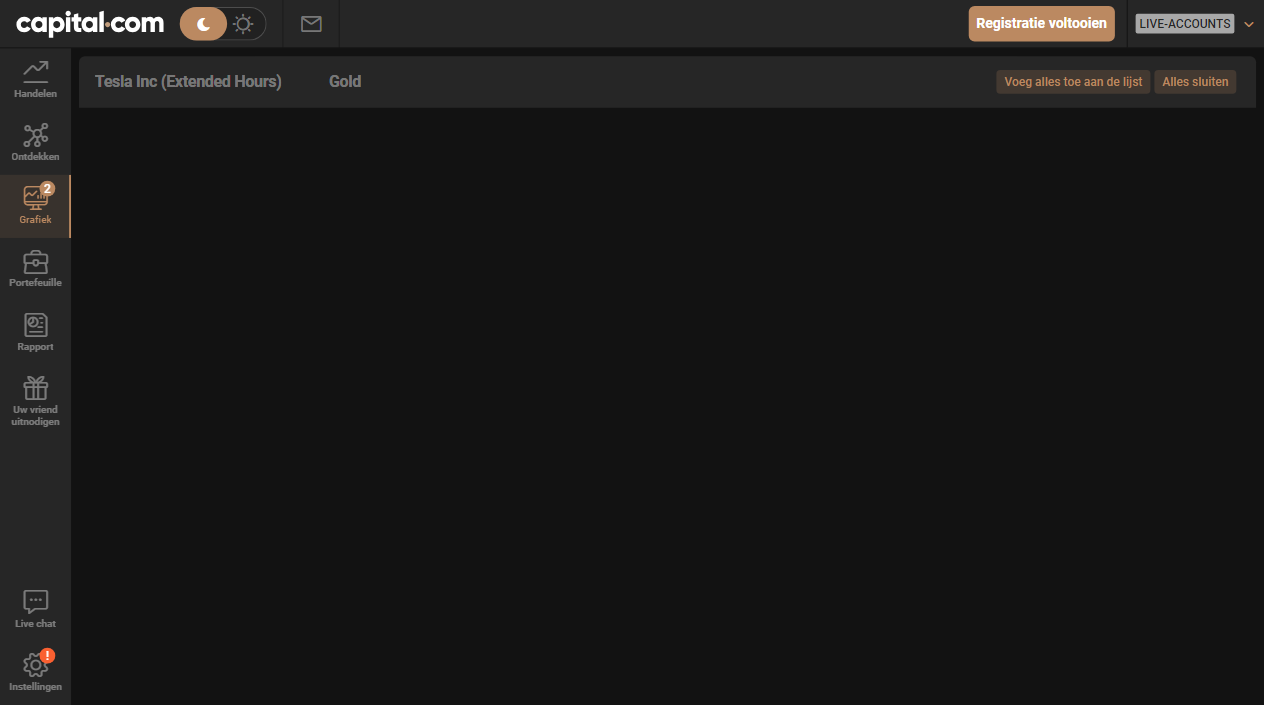 capital.com
Registratie voltooien
LIVE-ACCOUNTS
Tesla Inc (Extended Hours)
Gold
Voeg alles toe aan de lijst
Alles sluiten
Handelen
Ontdekken
2
Grafiek
Portefeuille
Rapport
Uw vriend
uitnodigen
Live chat
!
Instellingen